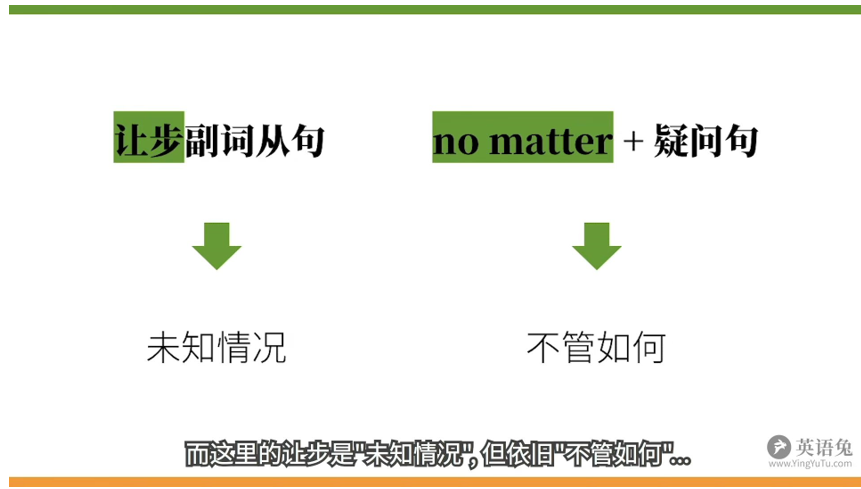 让步副词从句
no matter + 疑问句
未知情况
不管如何
而这里的让步是"未知情况", 但依旧"不管如何"...
英语兔
www.YingYuTu.com